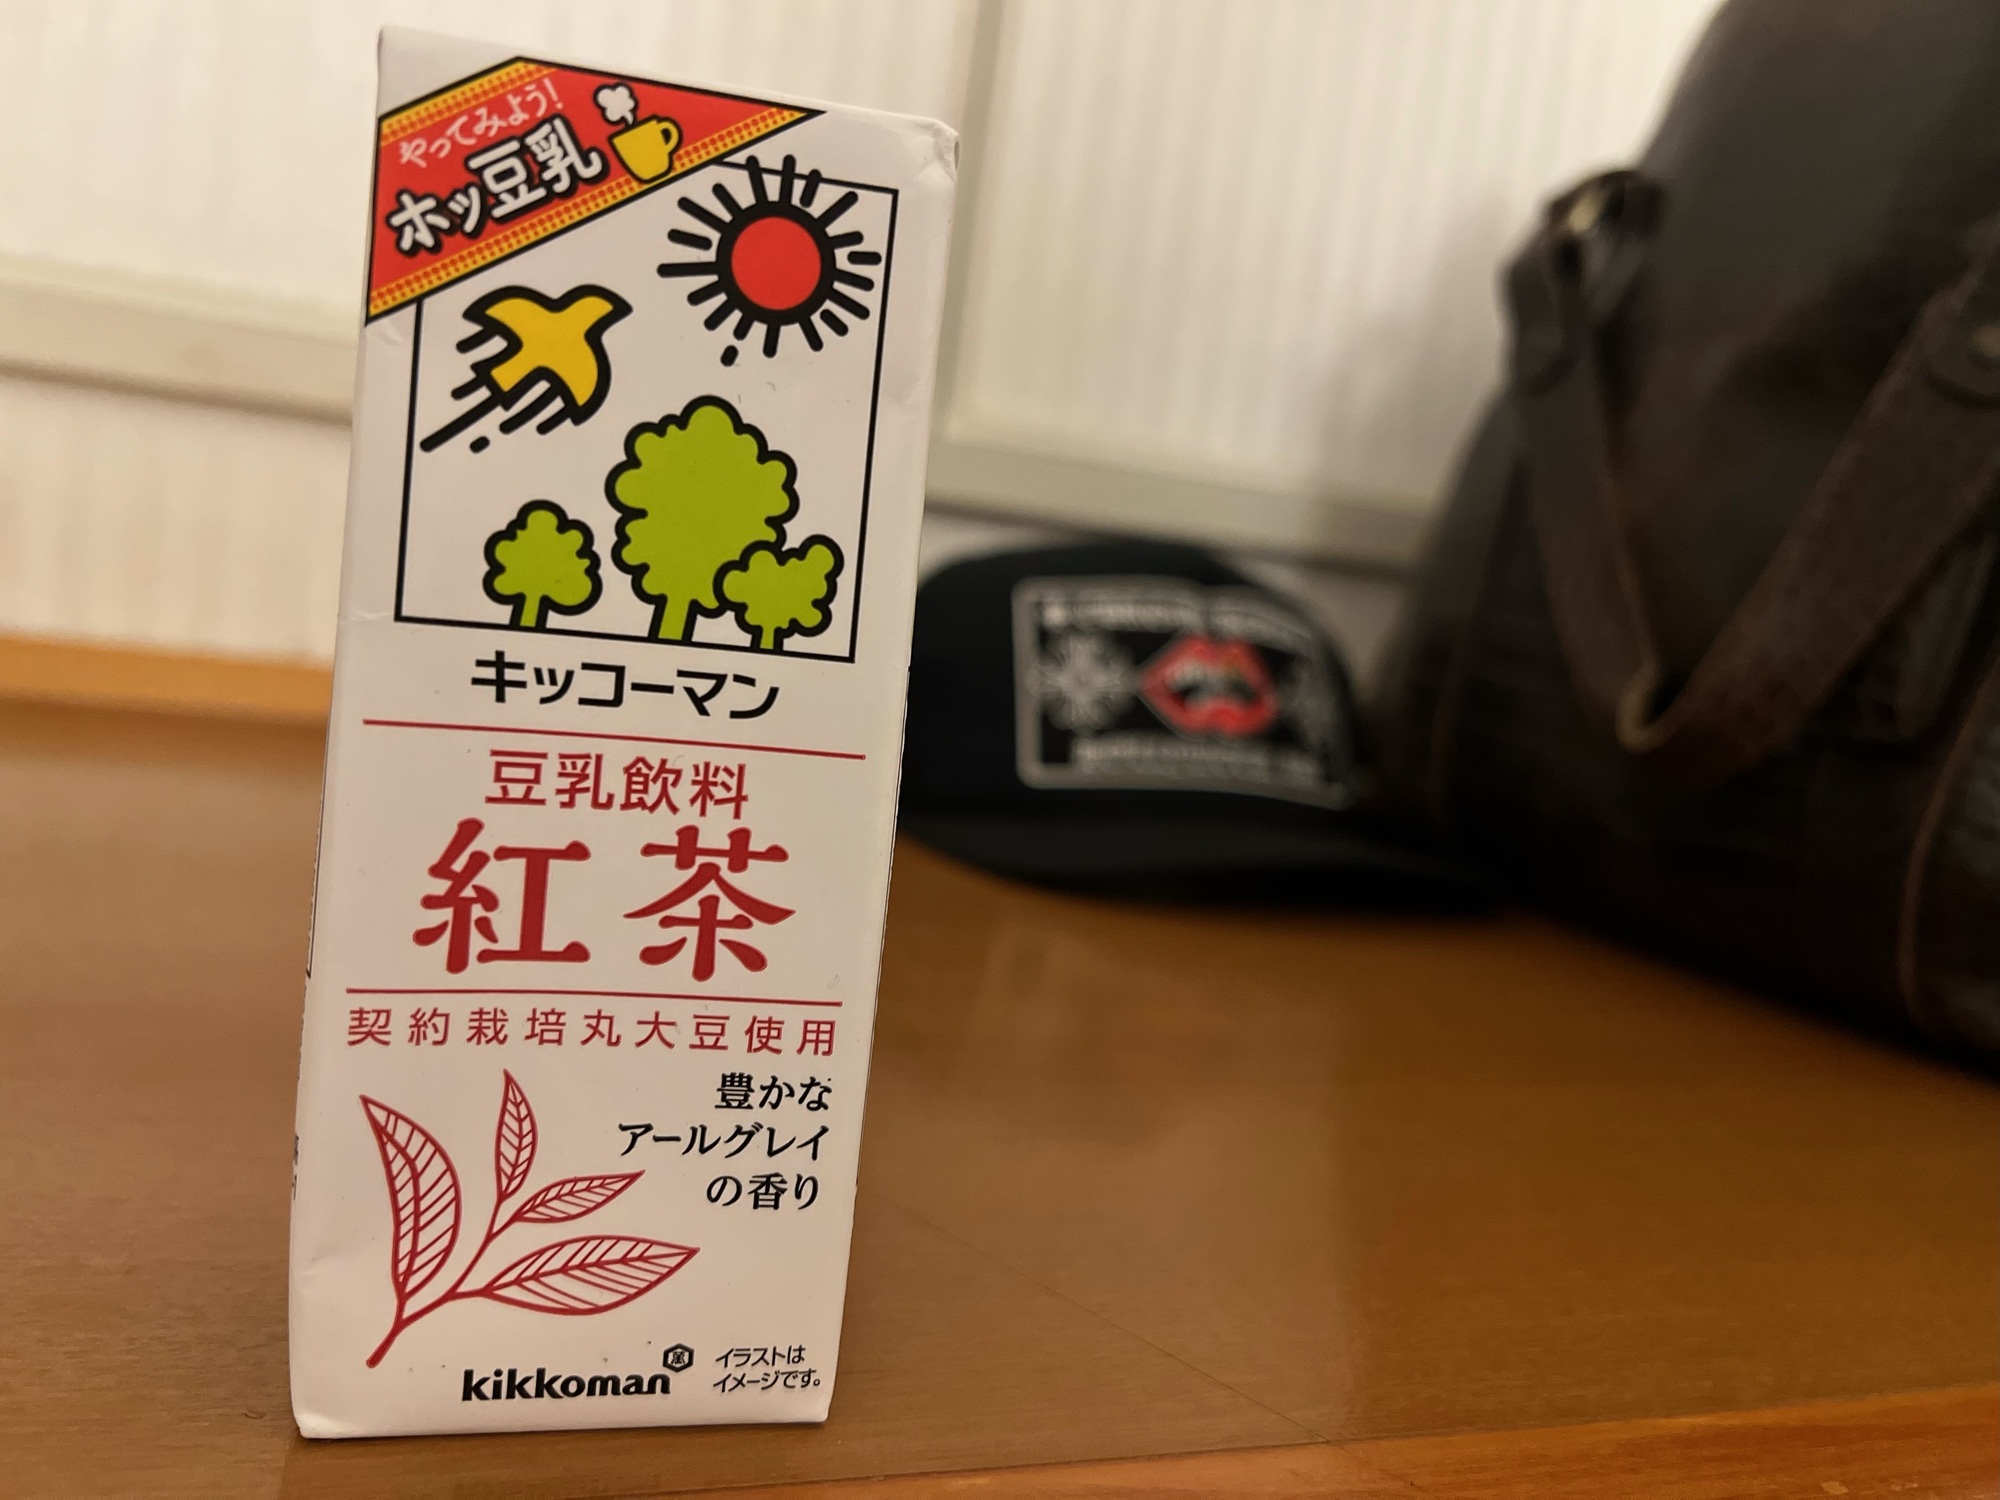 やってみよう!
ホッ豆乳
キッコーマン
豆乳飲料
紅茶
契約栽培丸大豆使用
豊かな
アールグレイ
の香り
kikkoman
イラストは
イメージです。